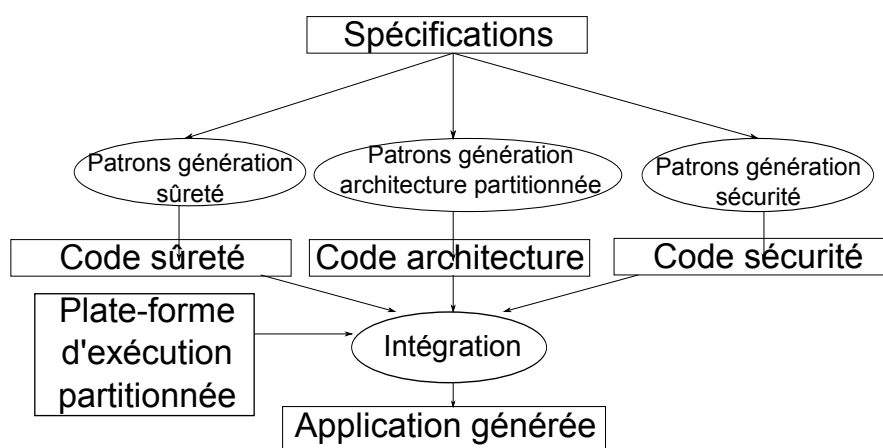 Spécifications
Patrons génération
sûreté
Patrons génération
architecture partitionnée
Patrons génération
sécurité
Code sûreté
Code architecture
Code sécurité
Plate-forme
d'exécution
partitionnée
Intégration
Application générée